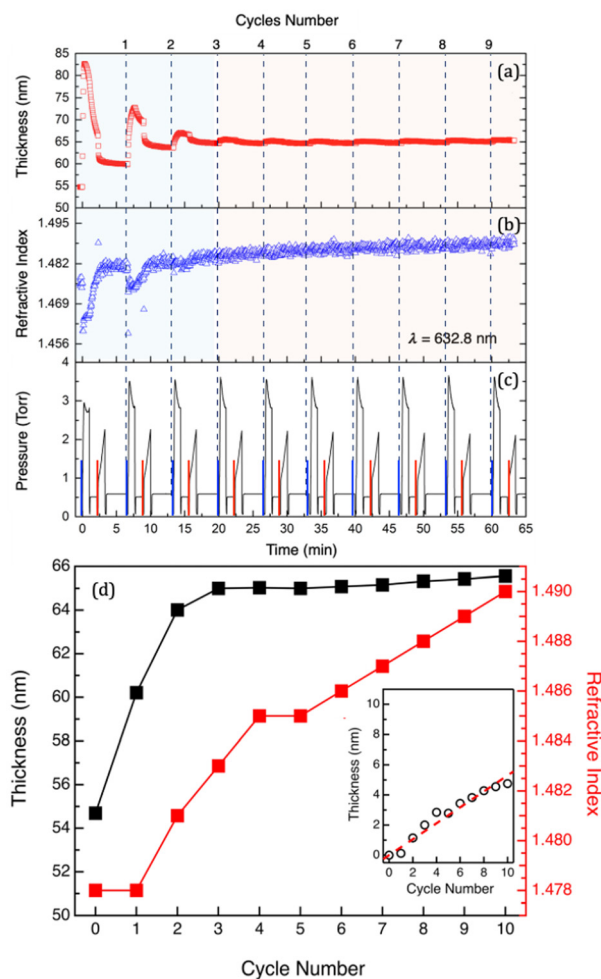 Cycles Number
1 2 3 4 5 6 7 8 9
(a)
Thickness (nm)
85
80
75
70
65
60
55
50
(b)
Refractive Index
1.495
1.482
1.469
1.456
λ = 632.8 nm
(c)
Pressure (Torr)
4
3
2
1
0
0 5 10 15 20 25 30 35 40 45 50 55 60 65
Time (min)
(d)
Thickness (nm)
66
64
62
60
58
56
54
52
50
Refractive Index
1.490
1.488
1.486
1.484
1.482
1.480
1.478
Thickness (nm)
10
8
6
4
2
0
0 2 4 6 8 10
Cycle Number
0 1 2 3 4 5 6 7 8 9 10
Cycle Number